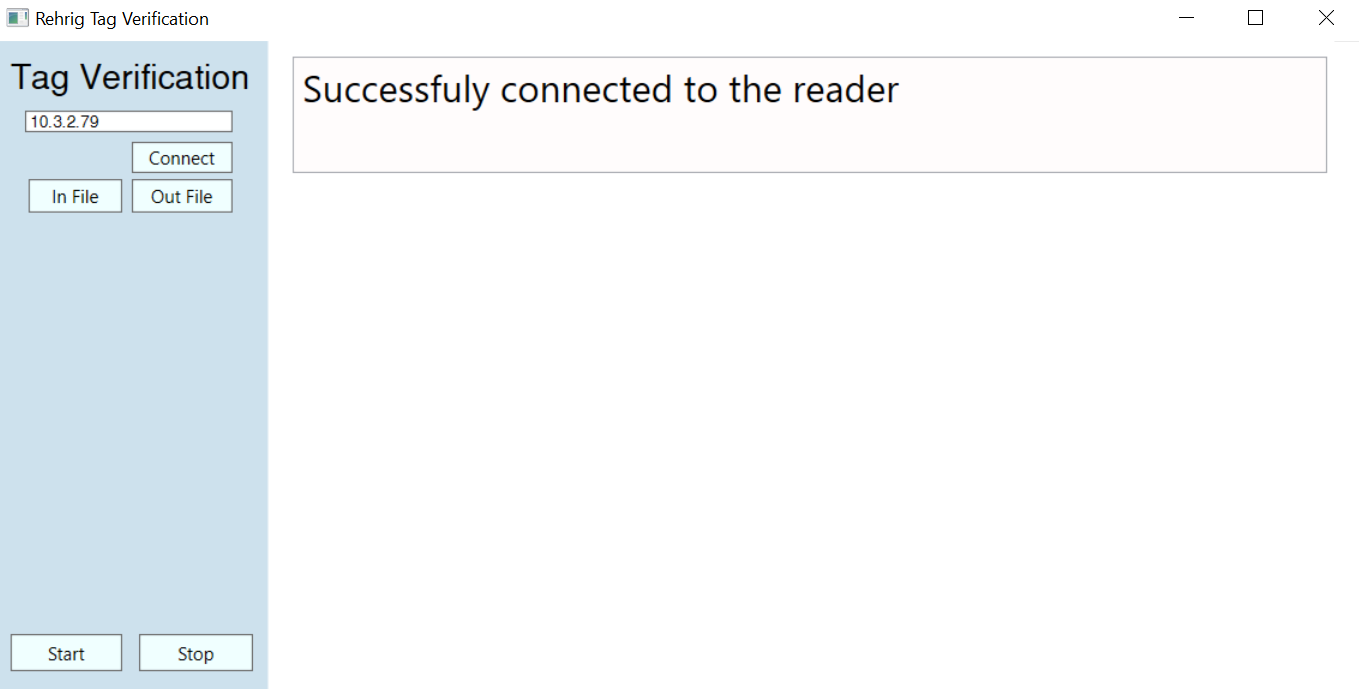 Rehrig Tag Verification
Tag Verification
10.3.2.79
Connect
In File
Out File
Start
Stop
Successfuly connected to the reader